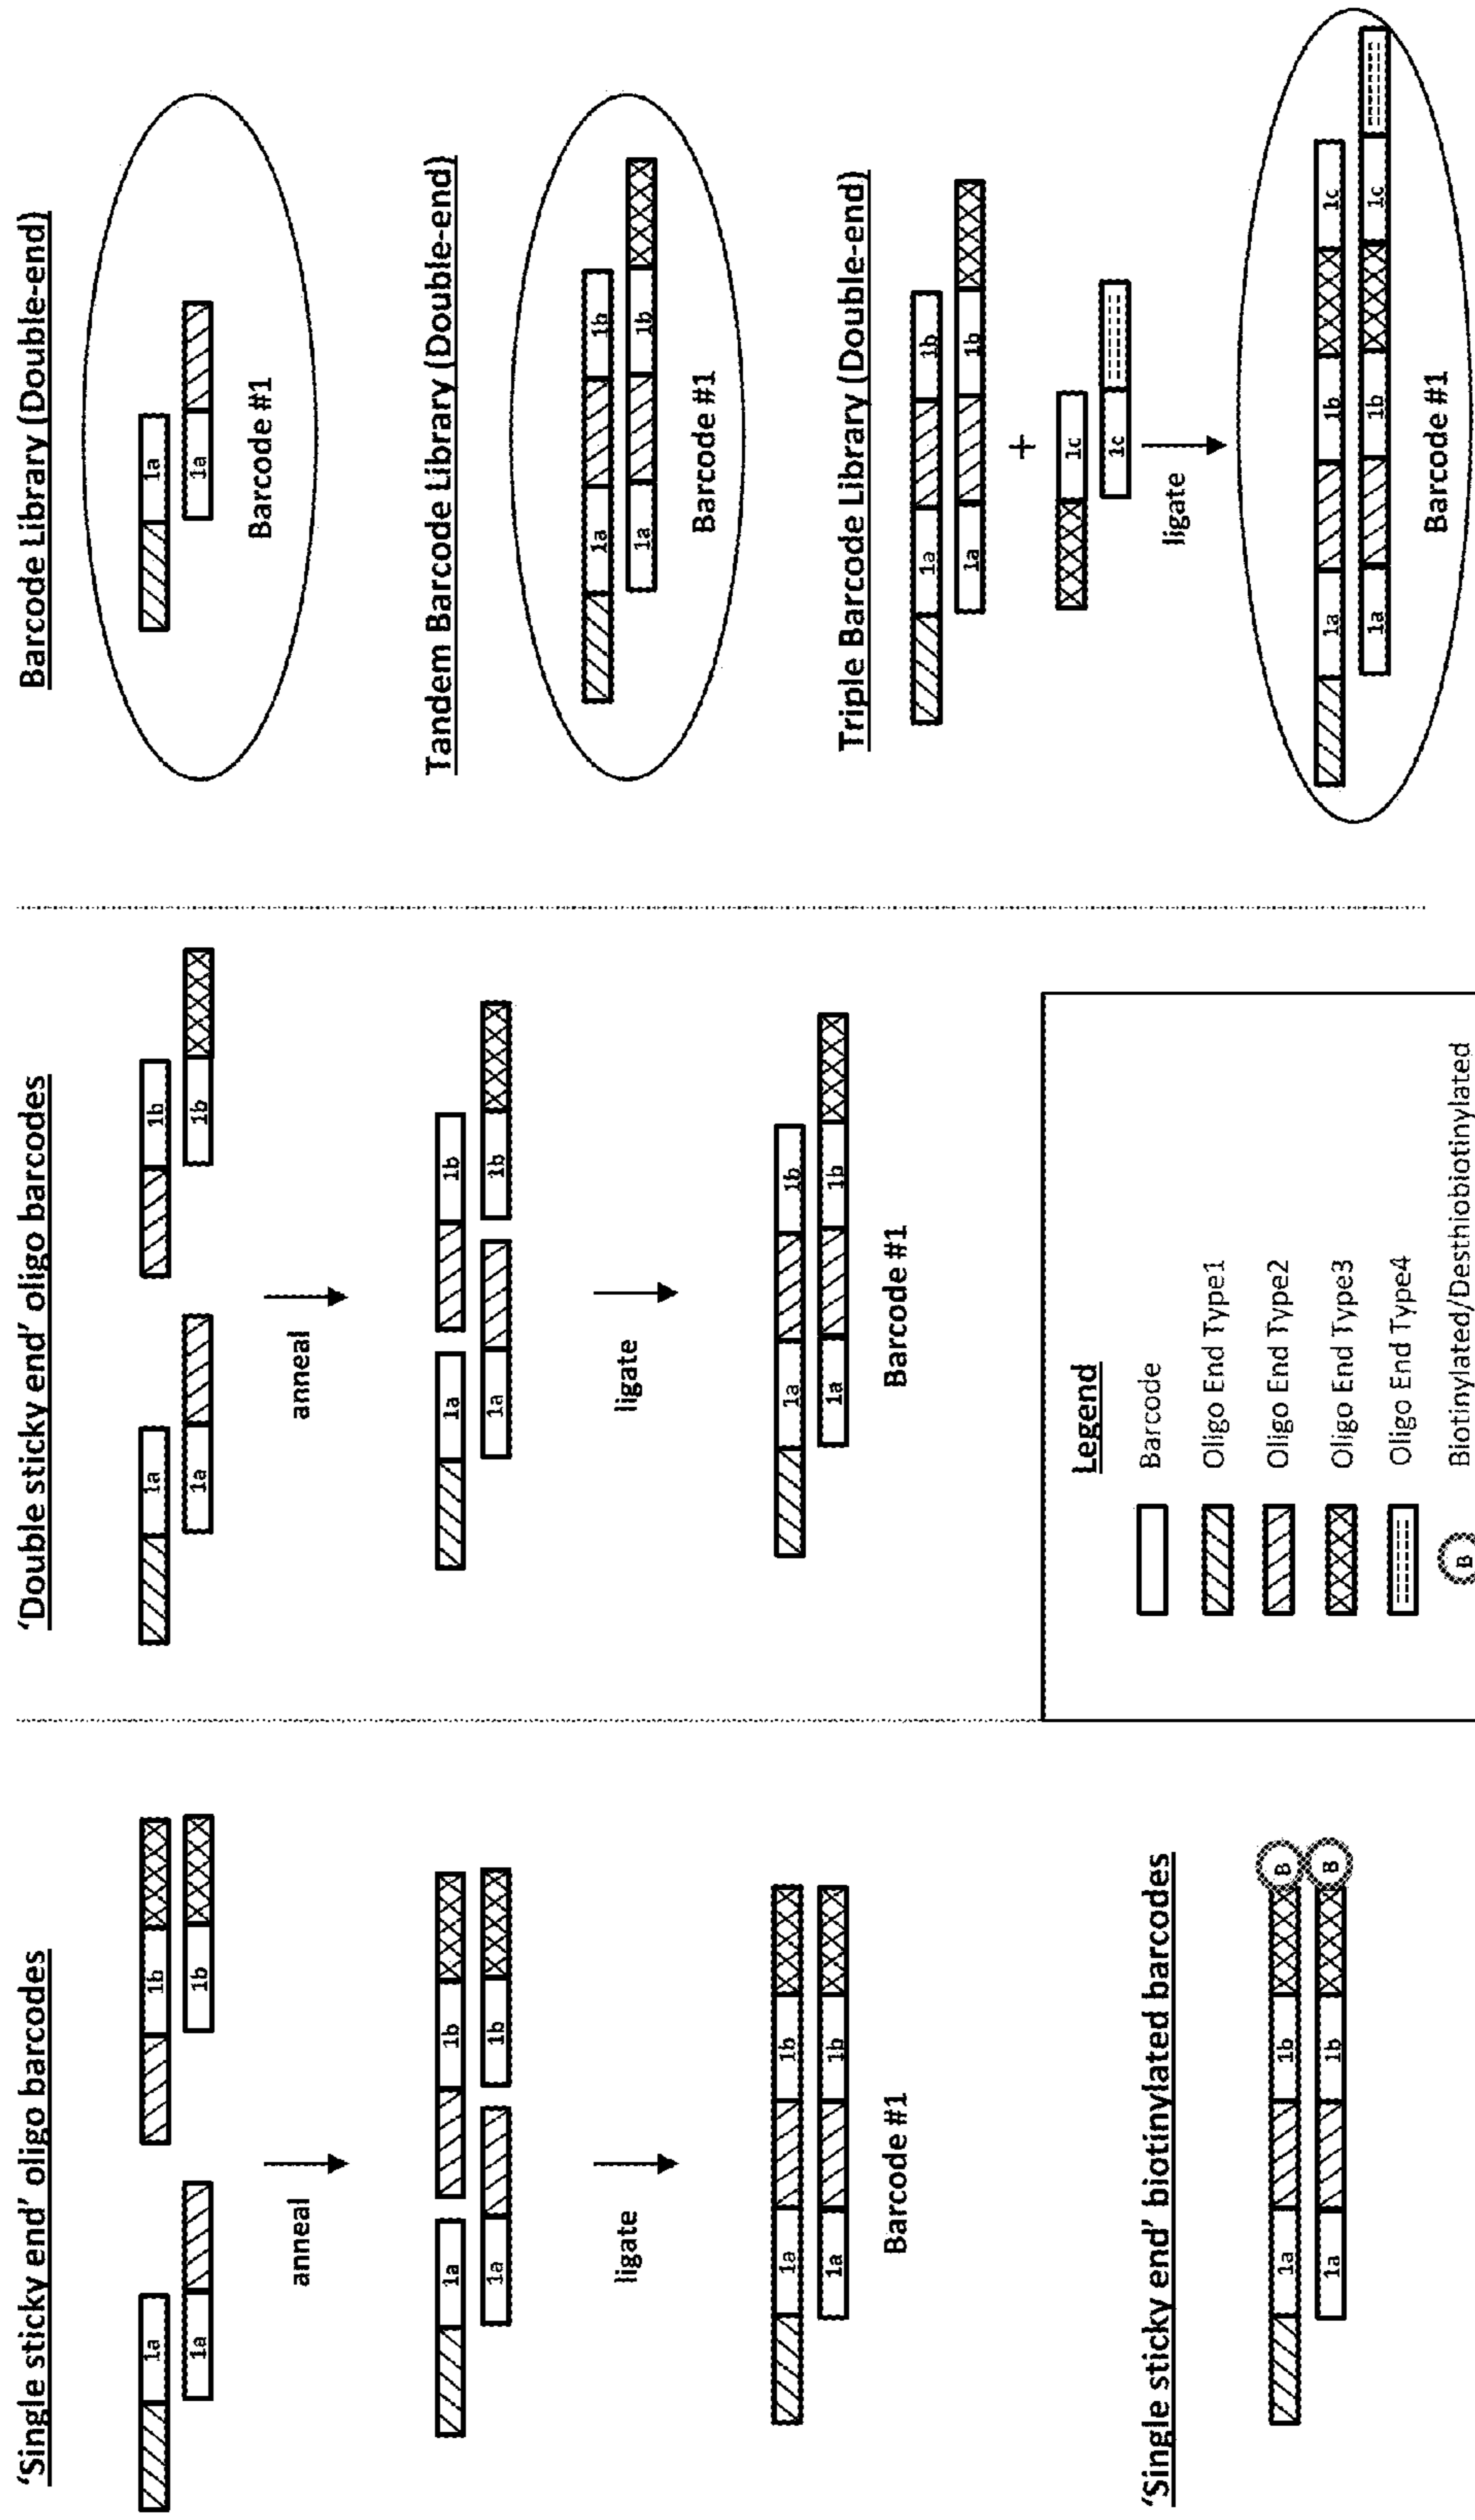 'Single sticky end' oligo barcodes
1a
1b
1a
1b
anneal
1a
1b
1a
1b
ligate
1a
1b
1a
1b
Barcode #1
'Single sticky end' biotinylated barcodes
1a
1b
B
1a
1b
B
'Double sticky end' oligo barcodes
1a
1b
1a
1b
anneal
1a
1b
1a
1b
ligate
1a
1b
1a
1b
Barcode #1
Legend
Barcode
Oligo End Type1
Oligo End Type2
Oligo End Type3
Oligo End Type4
B
Biotinylated/Desthiobiotinylated
Barcode Library (Double-end)
1a
1a
Barcode #1
Tandem Barcode Library (Double-end)
1a
1b
1a
1b
Barcode #1
Triple Barcode Library (Double-end)
1a
1b
1a
1b
+
1c
1c
ligate
1a
1b
1c
1a
1b
1c
Barcode #1